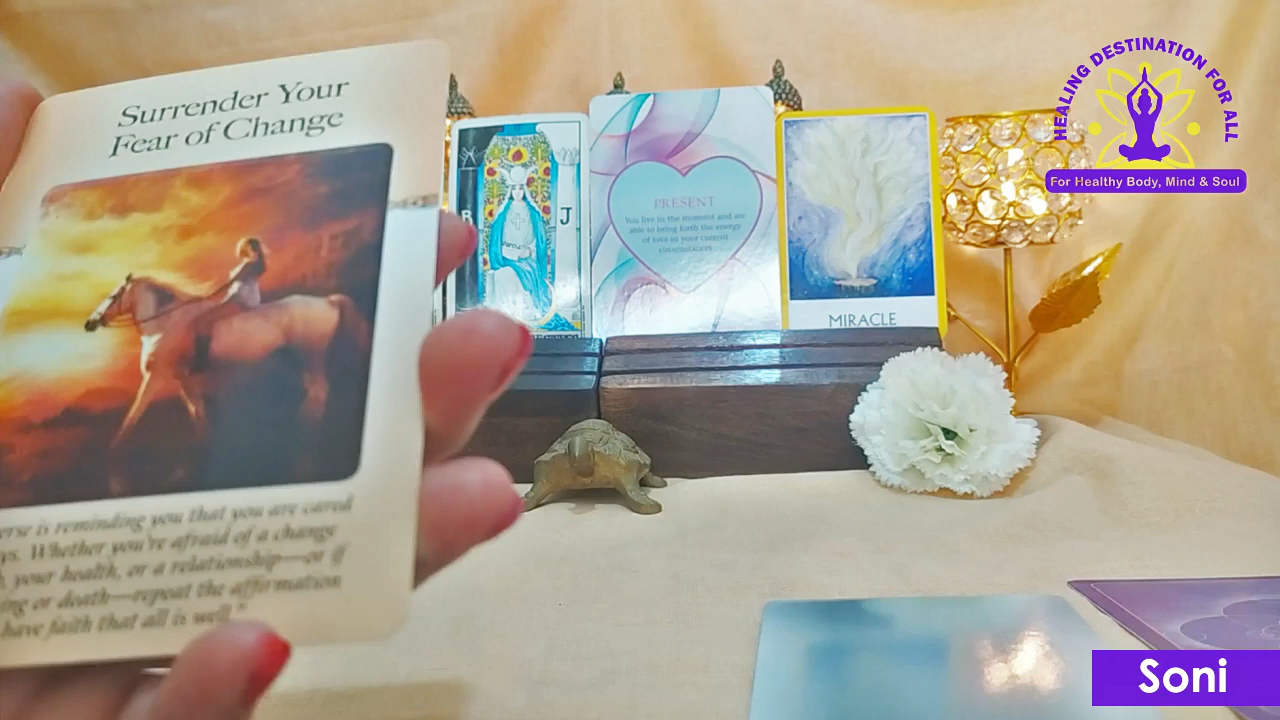 Surrender Your
Fear of Change
erse is reminding you that you are cared
ys. Whether you're afraid of a change
your health, or a relationship—or if
ing or death—repeat the affirmation
have faith that all is well."
B
J
PRESENT
You live in the moment and are
able to bring forth the energy
of love in your current
circumstances.
MIRACLE
HEALING DESTINATION FOR ALL
For Healthy Body, Mind & Soul
Soni